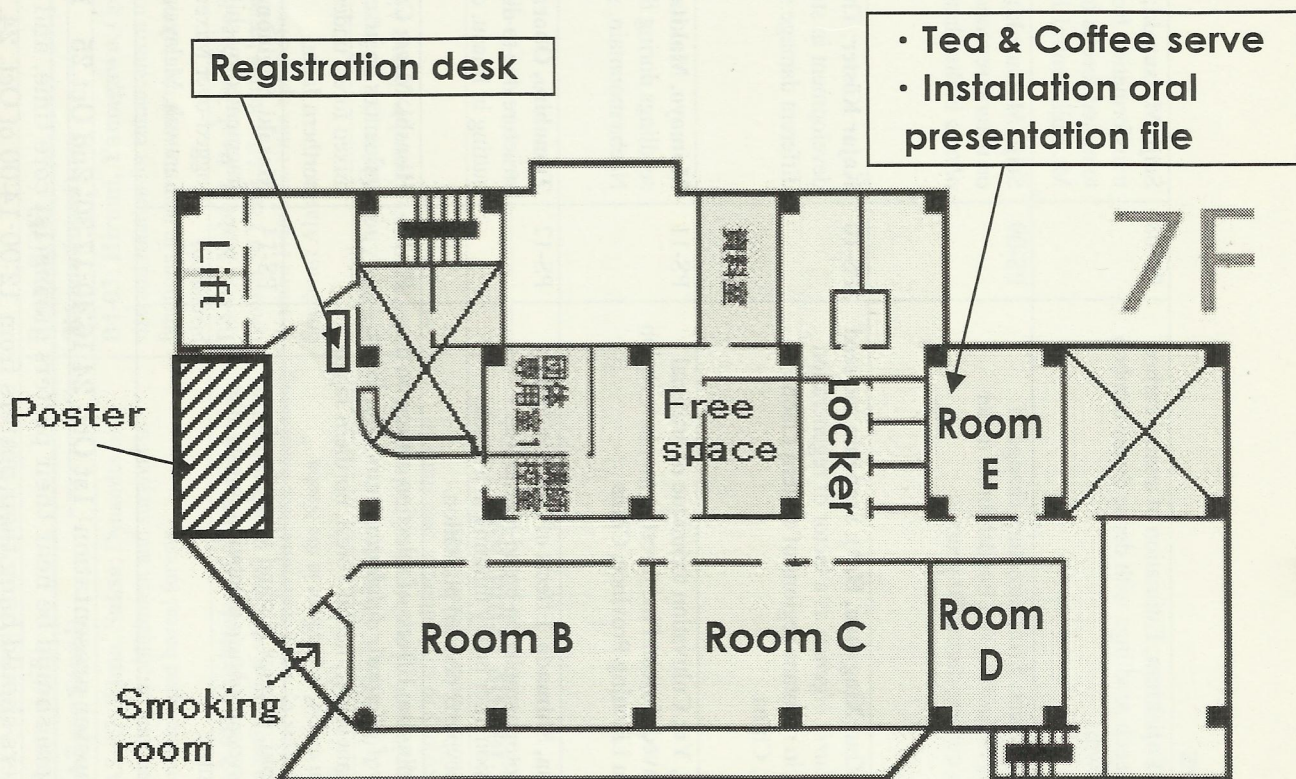 Registration desk
・Tea & Coffee serve
・Installation oral
presentation file
7F
Lift
資料室
Poster
団体
専用室1
講師
控室
Free
space
Locker
Room
E
Room B
Room C
Room
D
Smoking
room